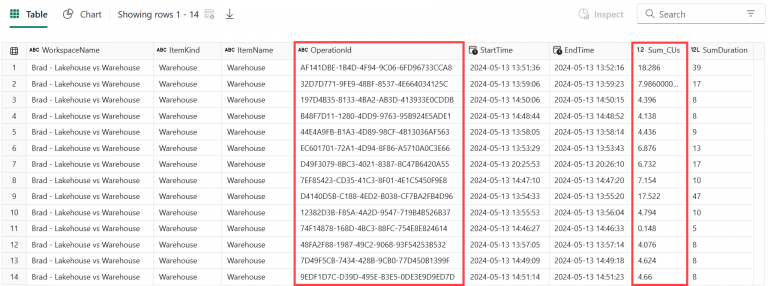 Table Chart Showing rows 1 - 14 Inspect Search
ABC WorkspaceName ABC ItemKind ABC ItemName ABC OperationId StartTime EndTime 1.2 Sum_CUs 12L SumDuration
1 Brad - Lakehouse vs Warehouse Warehouse Warehouse AF141DBE-1B4D-4F94-9C06-6FD96733CCA8 2024-05-13 13:51:36 2024-05-13 13:52:16 18.286 39
2 Brad - Lakehouse vs Warehouse Warehouse Warehouse 32D7D771-9FE9-48BF-8537-4E664034125C 2024-05-13 13:59:06 2024-05-13 13:59:23 7.9860000... 17
3 Brad - Lakehouse vs Warehouse Warehouse Warehouse 197D4B35-8133-4BA2-AB3D-413933E0CDDB 2024-05-13 14:50:06 2024-05-13 14:50:15 4.396 8
4 Brad - Lakehouse vs Warehouse Warehouse Warehouse B48F7D11-1280-4DD9-9763-95B924E5ADE1 2024-05-13 14:48:44 2024-05-13 14:48:52 4.138 8
5 Brad - Lakehouse vs Warehouse Warehouse Warehouse 44E4A9FB-B1A3-4D89-98CF-4B13036AF563 2024-05-13 13:58:05 2024-05-13 13:58:14 4.436 9
6 Brad - Lakehouse vs Warehouse Warehouse Warehouse EC601701-72A1-4D94-8F86-A5710A0C3E66 2024-05-13 13:53:29 2024-05-13 13:53:43 6.876 13
7 Brad - Lakehouse vs Warehouse Warehouse Warehouse D49F3079-8BC3-4021-8387-8C47B6420A55 2024-05-13 20:25:53 2024-05-13 20:26:10 6.732 17
8 Brad - Lakehouse vs Warehouse Warehouse Warehouse 7EF85423-CD35-41C3-8F01-4E1C5450F9E8 2024-05-13 14:47:10 2024-05-13 14:47:20 7.154 10
9 Brad - Lakehouse vs Warehouse Warehouse Warehouse D4140D5B-C188-4ED2-B038-CF7BA2FB4D96 2024-05-13 13:54:33 2024-05-13 13:55:20 17.522 47
10 Brad - Lakehouse vs Warehouse Warehouse Warehouse 12382D3B-F85A-4A2D-9547-719B4B526B37 2024-05-13 13:55:53 2024-05-13 13:56:04 4.794 10
11 Brad - Lakehouse vs Warehouse Warehouse Warehouse 74F14878-168D-4BC3-88FC-754E8E824614 2024-05-13 14:46:27 2024-05-13 14:46:33 0.148 5
12 Brad - Lakehouse vs Warehouse Warehouse Warehouse 48FA2F88-1987-49C2-9068-93F54253B532 2024-05-13 13:57:05 2024-05-13 13:57:14 4.076 8
13 Brad - Lakehouse vs Warehouse Warehouse Warehouse 7D49F5CB-7434-428B-9CB0-77D450B1399F 2024-05-13 14:49:09 2024-05-13 14:49:18 4.624 8
14 Brad - Lakehouse vs Warehouse Warehouse Warehouse 9EDF1D7C-D39D-495E-B3E5-0DE3E9D9ED7D 2024-05-13 14:51:14 2024-05-13 14:51:23 4.66 8